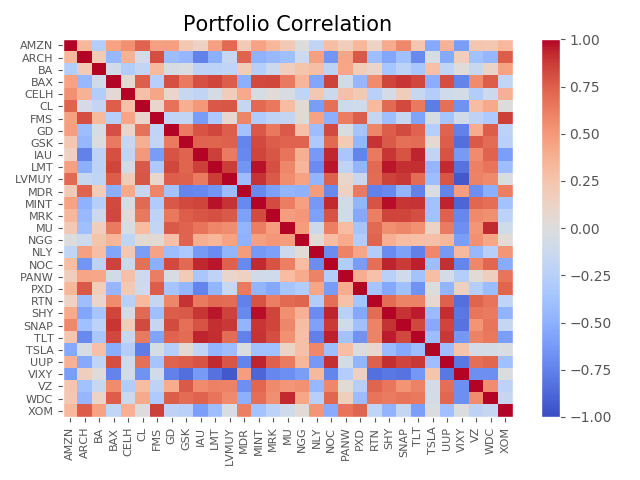 Portfolio Correlation
AMZN
ARCH
BA
BAX
CELH
CL
FMS
GD
GSK
IAU
LMT
LVMUY
MDR
MINT
MRK
MU
NGG
NLY
NOC
PANW
PXD
RTN
SHY
SNAP
TLT
TSLA
UUP
VIXY
VZ
WDC
XOM
AMZN ARCH BA BAX CELH CL FMS GD GSK IAU LMT LVMUY MDR MINT MRK MU NGG NLY NOC PANW PXD RTN SHY SNAP TLT TSLA UUP VIXY VZ WDC XOM
1.00
0.75
0.50
0.25
0.00
−0.25
−0.50
−0.75
−1.00